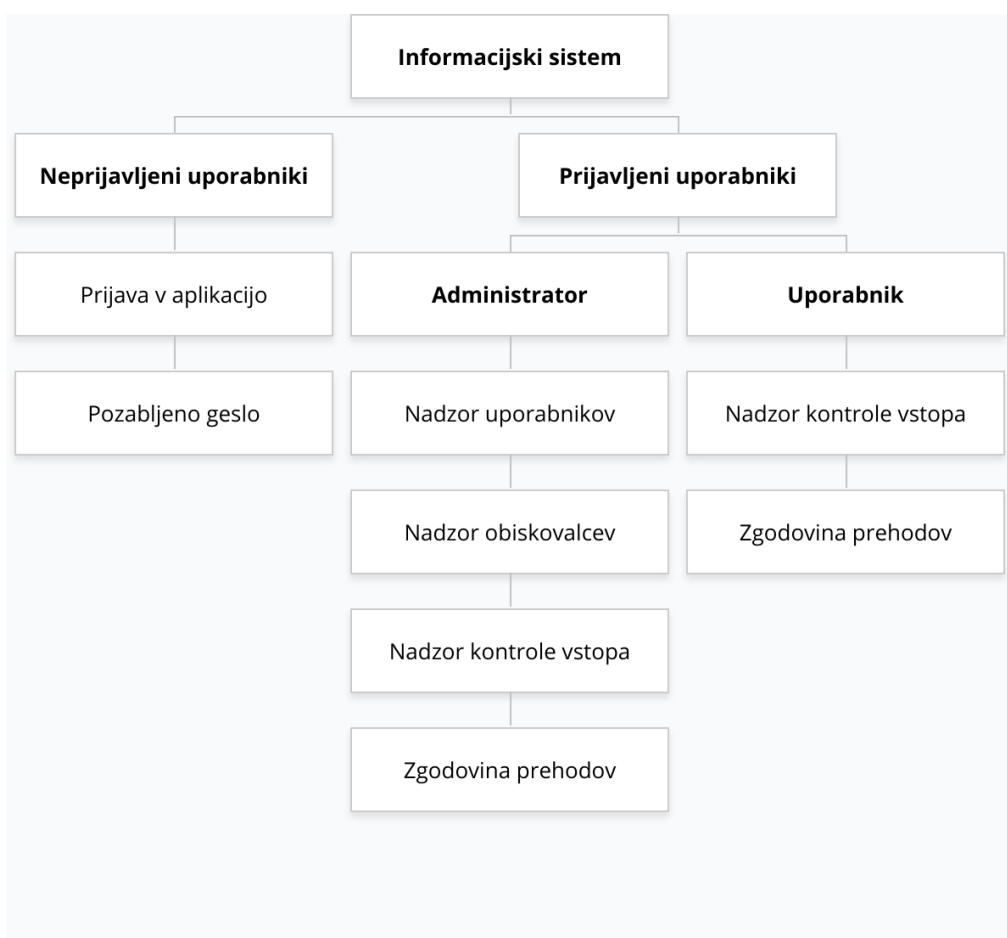 Informacijski sistem
Neprijavljeni uporabniki
Prijavljeni uporabniki
Prijava v aplikacijo
Administrator
Uporabnik
Pozabljeno geslo
Nadzor uporabnikov
Nadzor kontrole vstopa
Nadzor obiskovalcev
Zgodovina prehodov
Nadzor kontrole vstopa
Zgodovina prehodov